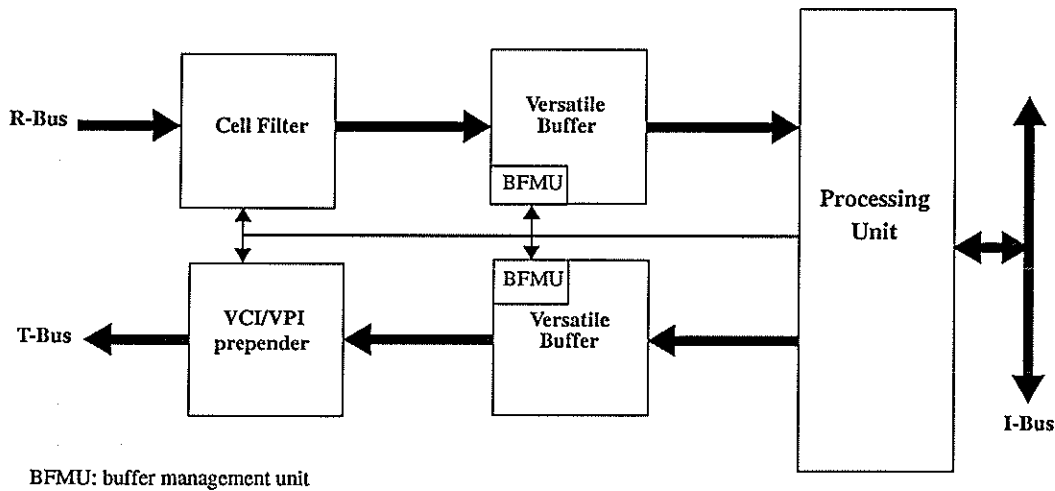 R-Bus
Cell Filter
Versatile
Buffer
BFMU
Processing
Unit
BFMU
VCI/VPI
prepender
Versatile
Buffer
T-Bus
I-Bus
BFMU: buffer management unit